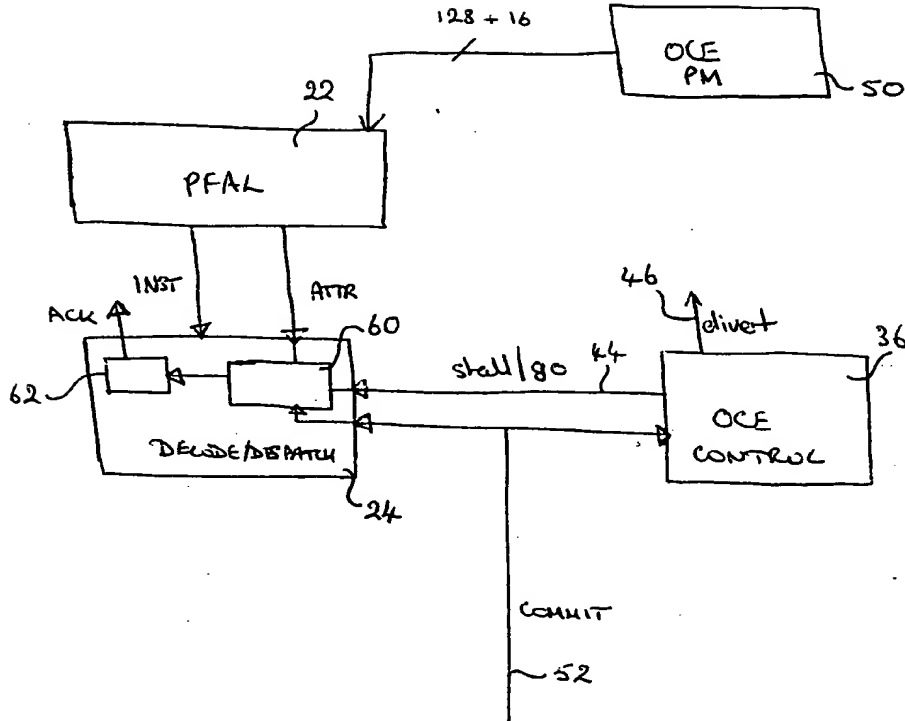 128 + 16
OCE
PM
50
22
PFAL
INST
ATTR
ACK
60
46
divert
36
62
stall/go
44
OCE
CONTROL
DECODE/DISPATCH
24
COMMIT
52